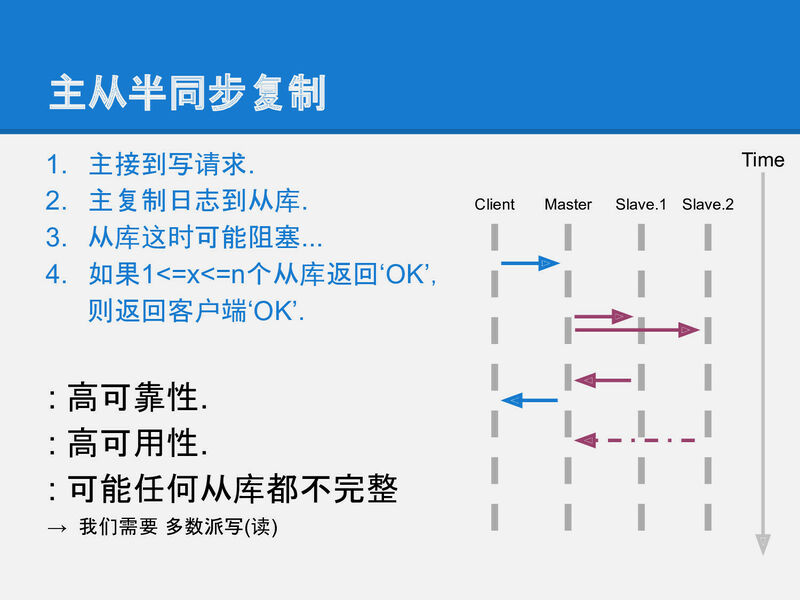 主从半同步复制
1. 主接到写请求.
2. 主复制日志到从库.
3. 从库这时可能阻塞...
4. 如果1<=x<=n个从库返回‘OK’,
则返回客户端‘OK’.
: 高可靠性.
: 高可用性.
: 可能任何从库都不完整
→ 我们需要 多数派写(读)
Time
Client Master Slave.1 Slave.2